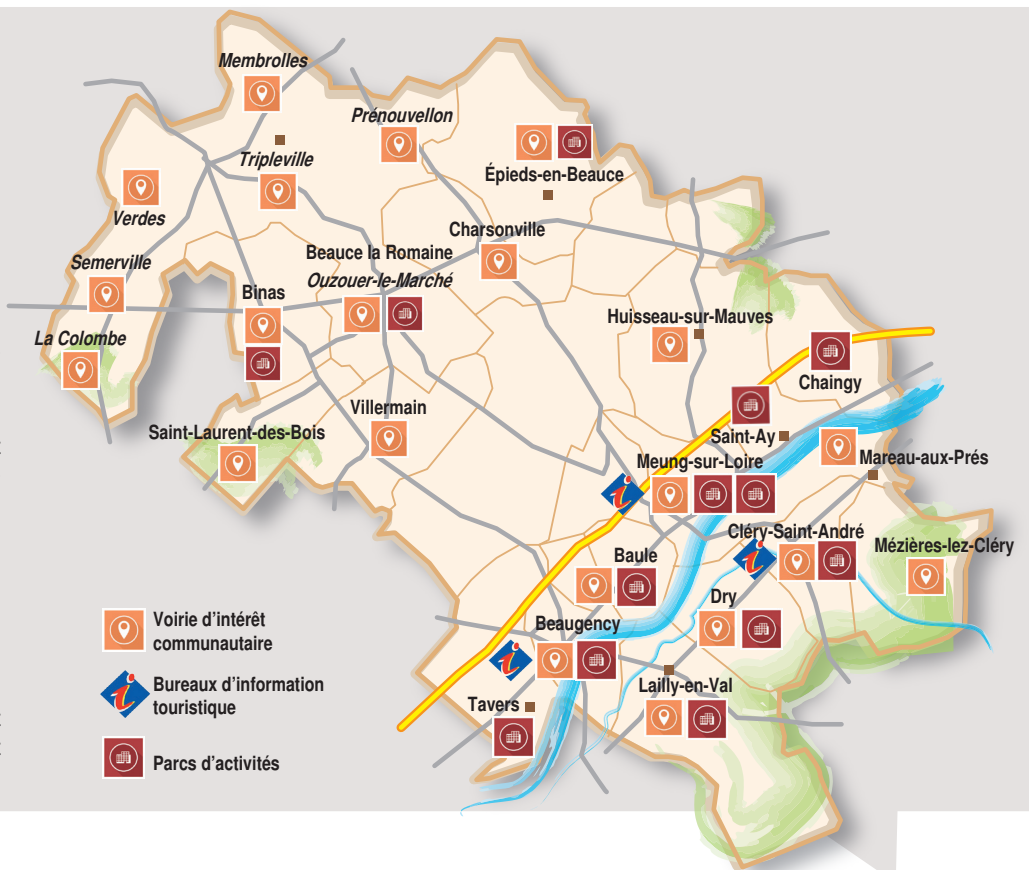 Membrolles
Prénouvellon
Tripleville
Épieds-en-Beauce
Verdes
Charsonville
Beauce la Romaine
Ouzouer-le-Marché
Semerville
Binas
Huisseau-sur-Mauves
La Colombe
Chaingy
Villermain
Saint-Laurent-des-Bois
Saint-Ay
Meung-sur-Loire
Mareau-aux-Prés
Cléry-Saint-André
Mézières-lez-Cléry
Baule
Dry
Beaugency
Lailly-en-Val
Tavers
Voirie d'intérêt
communautaire
Bureaux d'information
touristique
Parcs d'activités